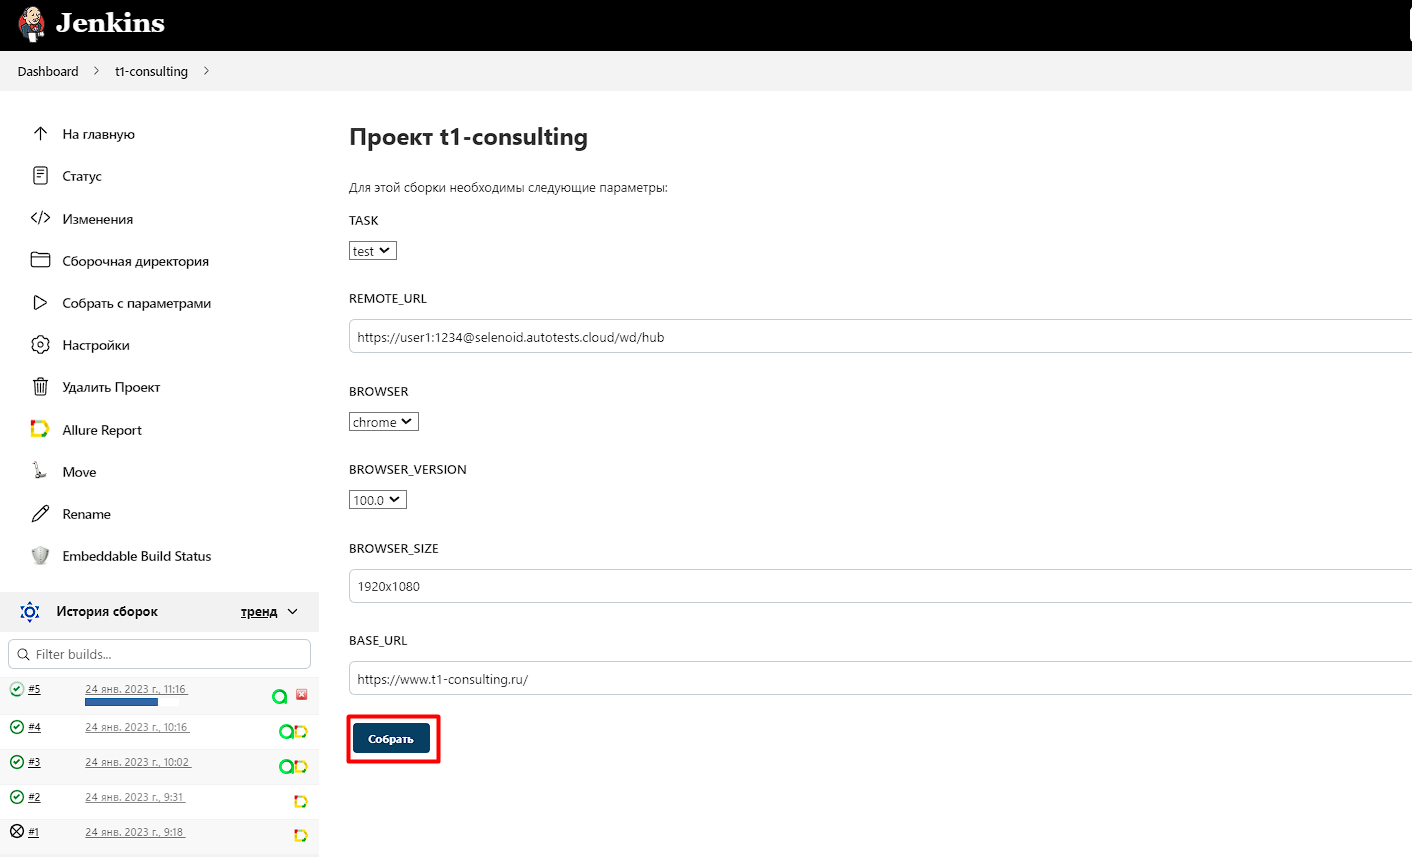 Jenkins
Dashboard > t1-consulting >
На главную
Статус
Изменения
Сборочная директория
Собрать с параметрами
Настройки
Удалить Проект
Allure Report
Move
Rename
Embeddable Build Status
История сборок тренд
Filter builds...
#5 24 янв. 2023 г., 11:16
#4 24 янв. 2023 г., 10:16
#3 24 янв. 2023 г., 10:02
#2 24 янв. 2023 г., 9:31
#1 24 янв. 2023 г., 9:18
Проект t1-consulting
Для этой сборки необходимы следующие параметры:
TASK
test
REMOTE_URL
https://user1:1234@selenoid.autotests.cloud/wd/hub
BROWSER
chrome
BROWSER_VERSION
100.0
BROWSER_SIZE
1920x1080
BASE_URL
https://www.t1-consulting.ru/
Собрать